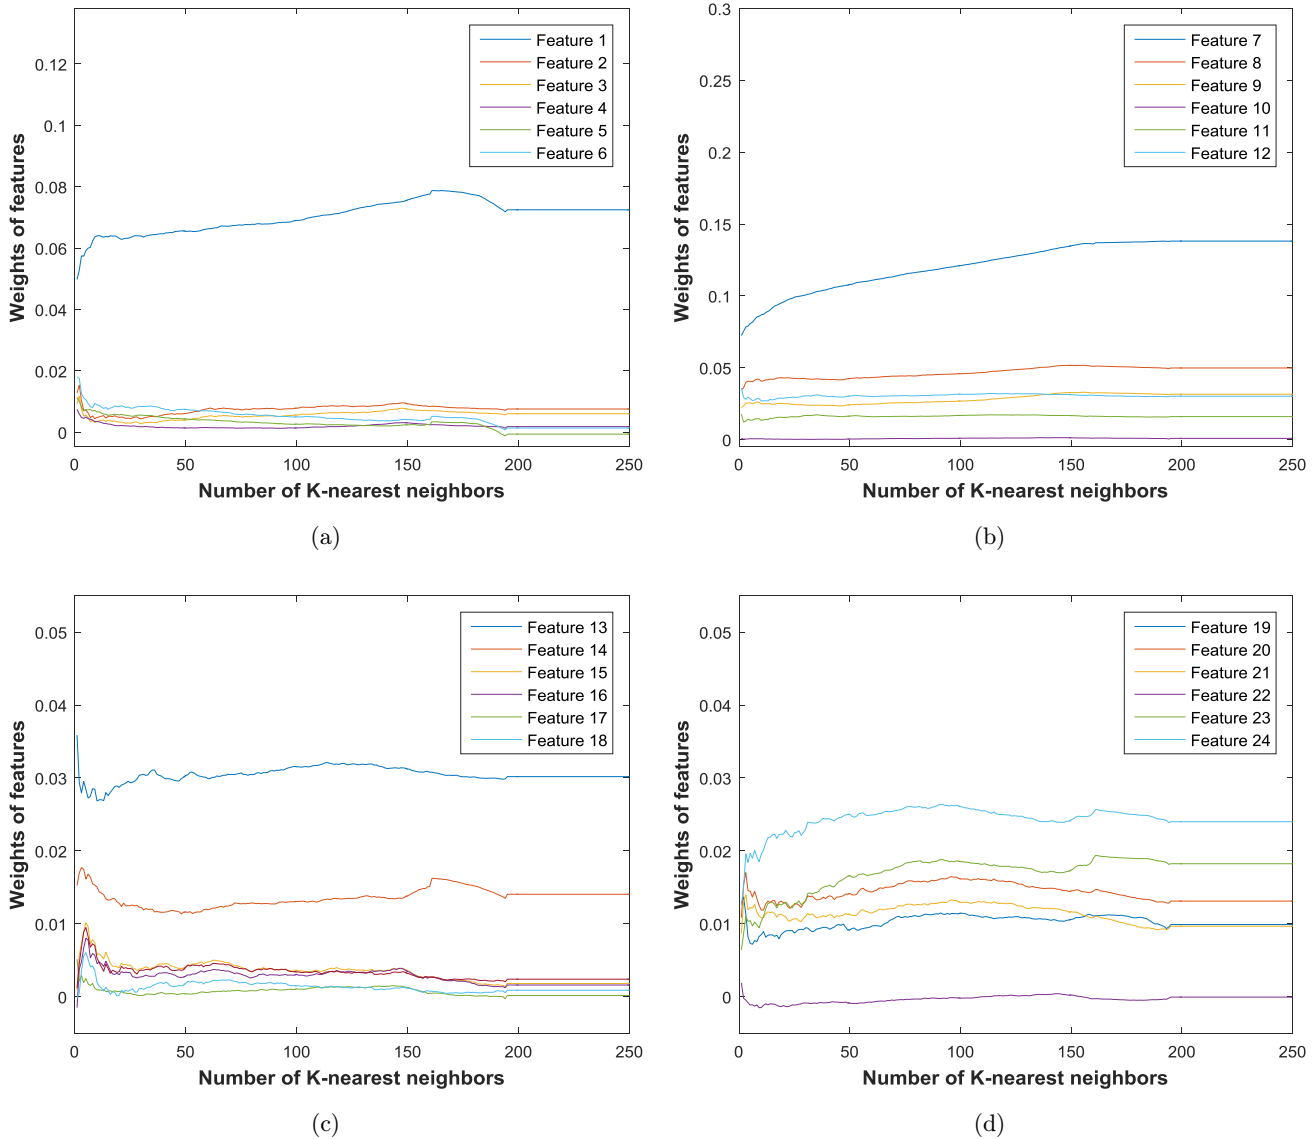 0.12
0.1
0.08
0.06
0.04
0.02
0
Weights of features
0 50 100 150 200 250
Number of K-nearest neighbors
Feature 1
Feature 2
Feature 3
Feature 4
Feature 5
Feature 6
(a)
0.3
0.25
0.2
0.15
0.1
0.05
0
Weights of features
0 50 100 150 200 250
Number of K-nearest neighbors
Feature 7
Feature 8
Feature 9
Feature 10
Feature 11
Feature 12
(b)
0.05
0.04
0.03
0.02
0.01
0
Weights of features
0 50 100 150 200 250
Number of K-nearest neighbors
Feature 13
Feature 14
Feature 15
Feature 16
Feature 17
Feature 18
(c)
0.05
0.04
0.03
0.02
0.01
0
Weights of features
0 50 100 150 200 250
Number of K-nearest neighbors
Feature 19
Feature 20
Feature 21
Feature 22
Feature 23
Feature 24
(d)